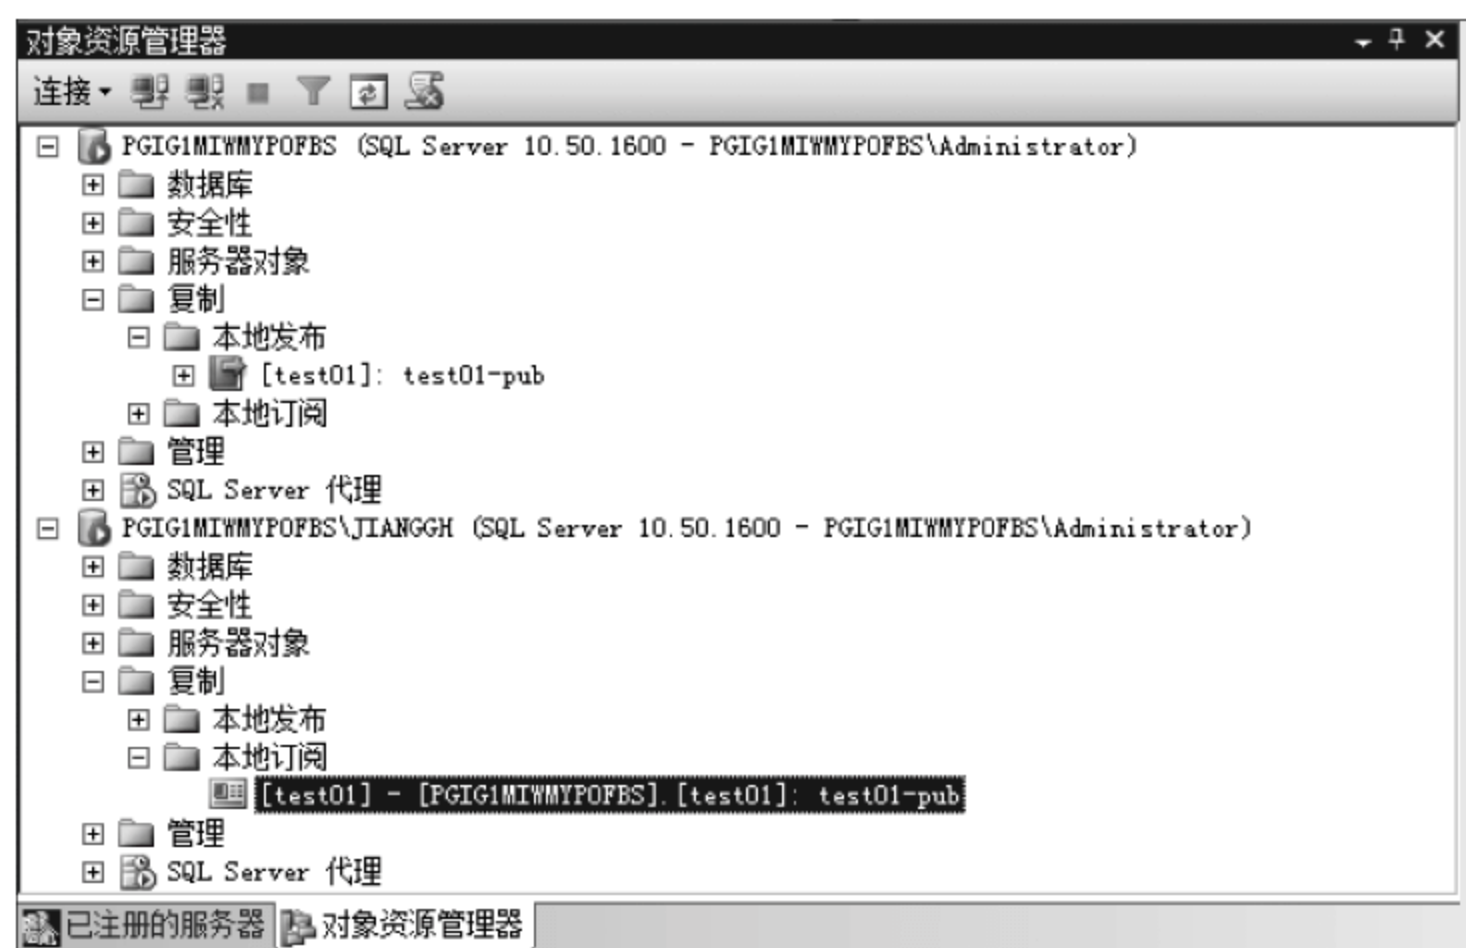 对象资源管理器
连接
PGIG1MIWMYPOFBS (SQL Server 10.50.1600 - PGIG1MIWMYPOFBS\Administrator)
数据库
安全性
服务器对象
复制
本地发布
[test01]: test01-pub
本地订阅
管理
SQL Server 代理
PGIG1MIWMYPOFBS\JIANGGH (SQL Server 10.50.1600 - PGIG1MIWMYPOFBS\Administrator)
数据库
安全性
服务器对象
复制
本地发布
本地订阅
[test01] - [PGIG1MIWMYPOFBS].[test01]: test01-pub
管理
SQL Server 代理
已注册的服务器 对象资源管理器